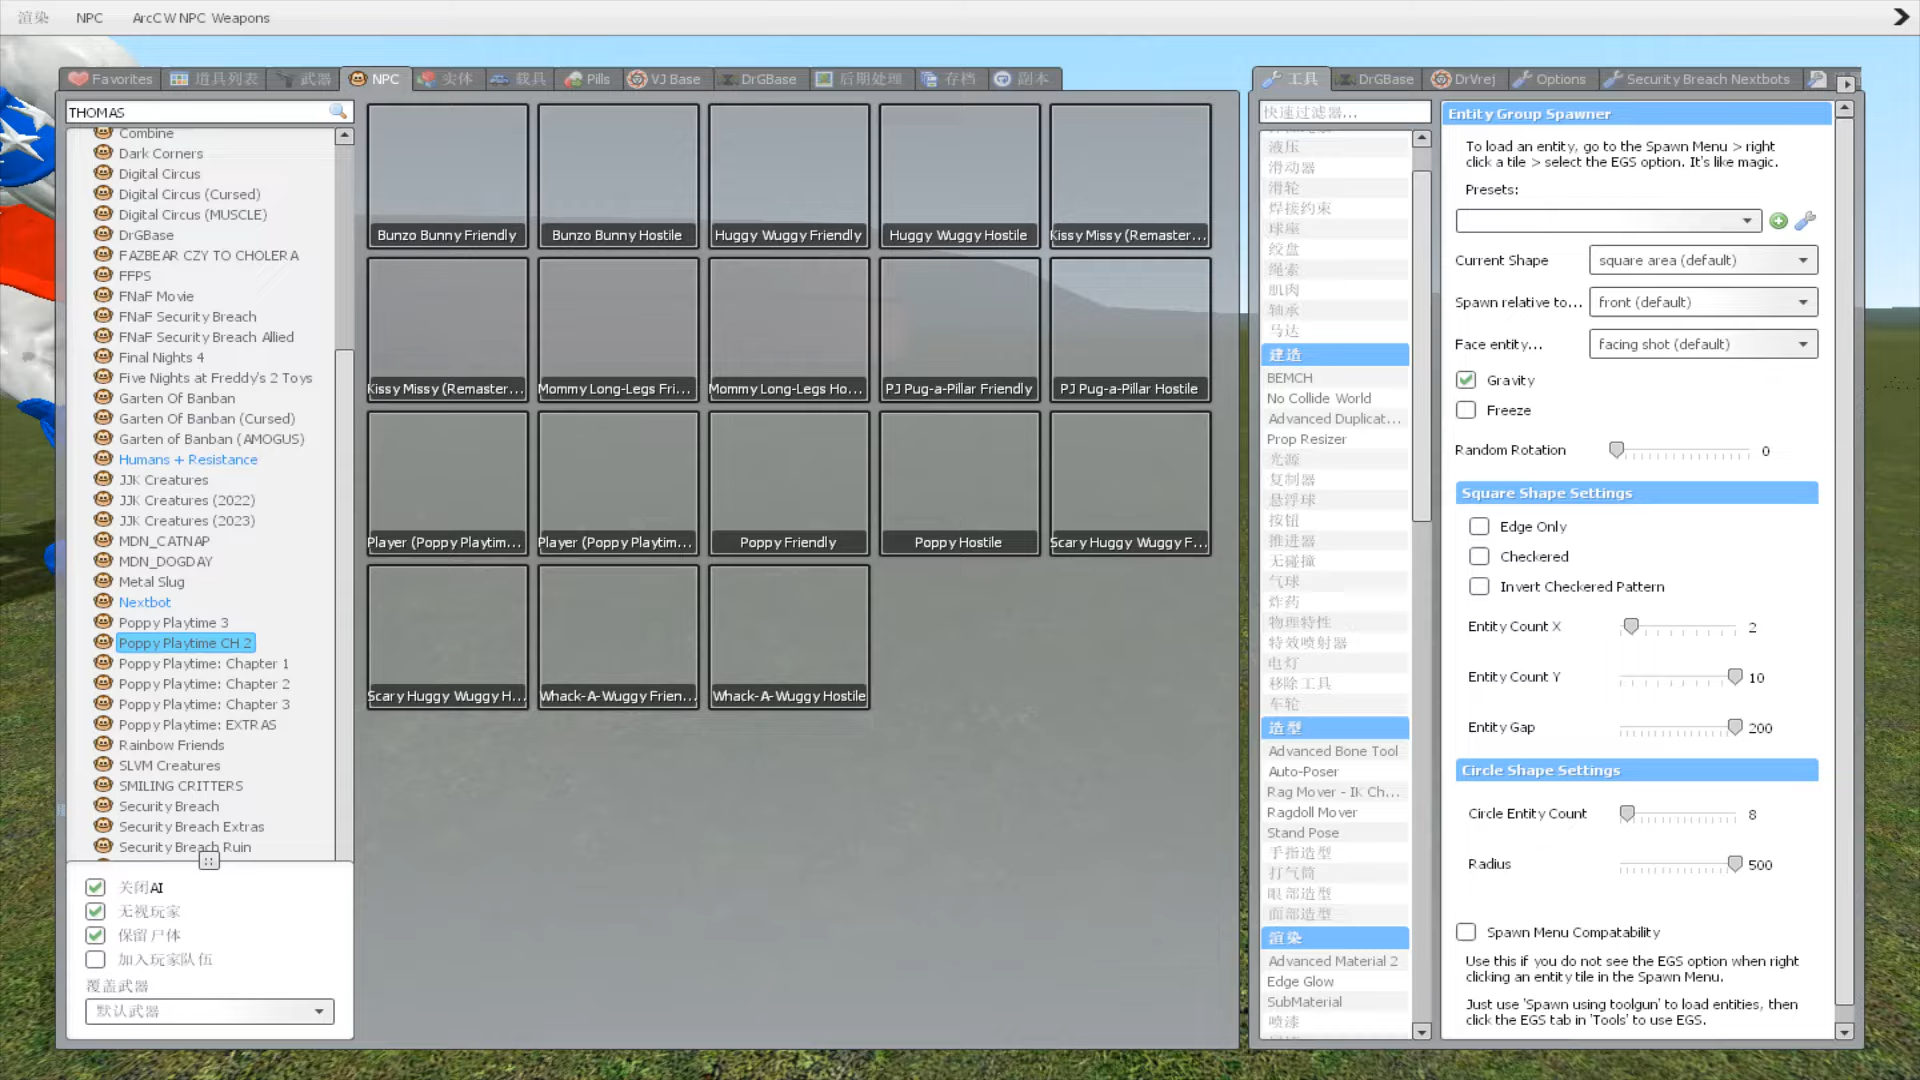 渲染 NPC ArcCW NPC Weapons
Favorites 道具列表 武器 NPC 实体 载具 Pills VJ Base DrGBase 后期处理 存档 副本
工具 DrGBase DrVrej Options Security Breach Nextbots
THOMAS
Combine
Dark Corners
Digital Circus
Digital Circus (Cursed)
Digital Circus (MUSCLE)
DrGBase
FAZBEAR CZY TO CHOLERA
FFPS
FNaF Movie
FNaF Security Breach
FNaF Security Breach Allied
Final Nights 4
Five Nights at Freddy's 2 Toys
Garten Of Banban
Garten Of Banban (Cursed)
Garten of Banban (AMOGUS)
Humans + Resistance
JJK Creatures
JJK Creatures (2022)
JJK Creatures (2023)
MDN_CATNAP
MDN_DOGDAY
Metal Slug
Nextbot
Poppy Playtime 3
Poppy Playtime CH 2
Poppy Playtime: Chapter 1
Poppy Playtime: Chapter 2
Poppy Playtime: Chapter 3
Poppy Playtime: EXTRAS
Rainbow Friends
SLVM Creatures
SMILING CRITTERS
Security Breach
Security Breach Extras
Security Breach Ruin
关闭AI
无视玩家
保留尸体
加入玩家队伍
覆盖武器
默认武器
Bunzo Bunny Friendly
Bunzo Bunny Hostile
Huggy Wuggy Friendly
Huggy Wuggy Hostile
Kissy Missy (Remaster...
Kissy Missy (Remaster...
Mommy Long-Legs Fri...
Mommy Long-Legs Ho...
PJ Pug-a-Pillar Friendly
PJ Pug-a-Pillar Hostile
Player (Poppy Playtim...
Player (Poppy Playtim...
Poppy Friendly
Poppy Hostile
Scary Huggy Wuggy F...
Scary Huggy Wuggy H...
Whack-A-Wuggy Frien...
Whack-A-Wuggy Hostile
快速过滤器...
液压
滑动器
滑轮
焊接约束
球座
绞盘
绳索
肌肉
轴承
马达
建造
BEMCH
No Collide World
Advanced Duplicat...
Prop Resizer
光源
复制器
悬浮球
按钮
推进器
无碰撞
气球
炸药
物理特性
特效喷射器
电灯
移除工具
车轮
造型
Advanced Bone Tool
Auto-Poser
Rag Mover - IK Ch...
Ragdoll Mover
Stand Pose
手指造型
打气筒
眼部造型
面部造型
渲染
Advanced Material 2
Edge Glow
SubMaterial
喷漆
Entity Group Spawner
To load an entity, go to the Spawn Menu > right
click a tile > select the EGS option. It's like magic.
Presets:
Current Shape square area (default)
Spawn relative to... front (default)
Face entity... facing shot (default)
Gravity
Freeze
Random Rotation 0
Square Shape Settings
Edge Only
Checkered
Invert Checkered Pattern
Entity Count X 2
Entity Count Y 10
Entity Gap 200
Circle Shape Settings
Circle Entity Count 8
Radius 500
Spawn Menu Compatability
Use this if you do not see the EGS option when right
clicking an entity tile in the Spawn Menu.
Just use 'Spawn using toolgun' to load entities, then
click the EGS tab in 'Tools' to use EGS.